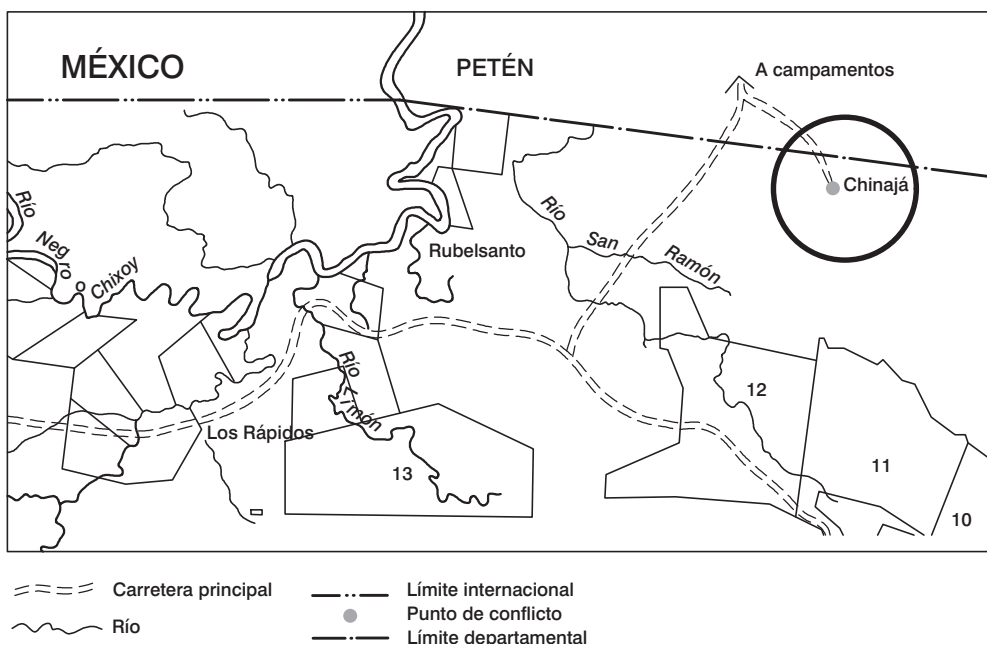 MÉXICO
PETÉN
A campamentos
Chinajá
Río
Negro o Chixoy
Rubelsanto
Río San Ramón
Río Limón
Los Rápidos
12
11
13
10
Carretera principal
Río
Límite internacional
Punto de conflicto
Límite departamental